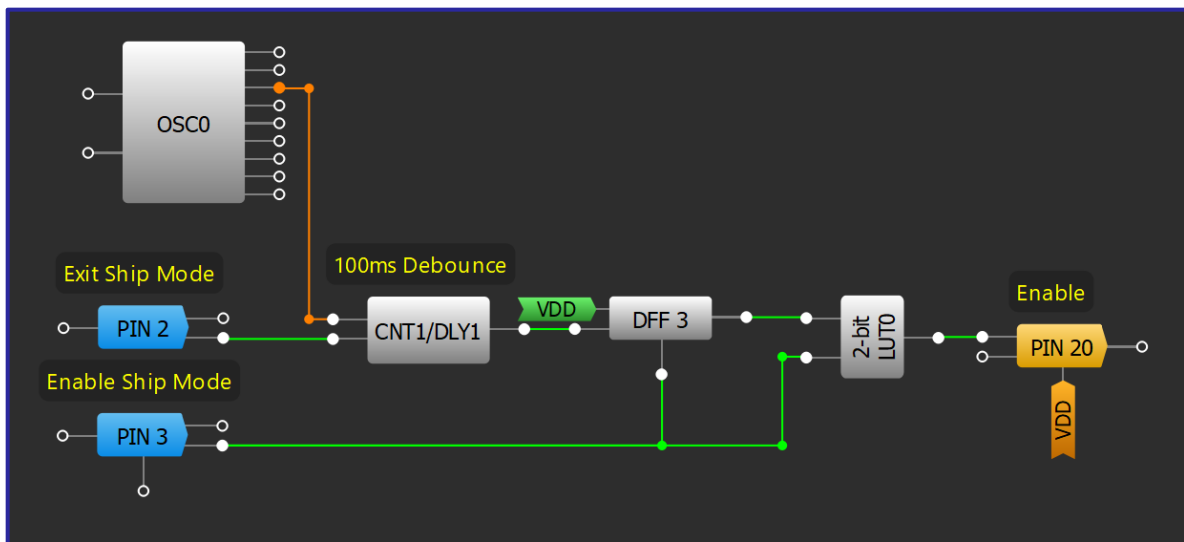 OSC0
Exit Ship Mode
100ms Debounce
Enable
PIN 2
CNT1/DLY1
VDD
DFF 3
2-bit
LUT0
PIN 20
Enable Ship Mode
PIN 3
VDD